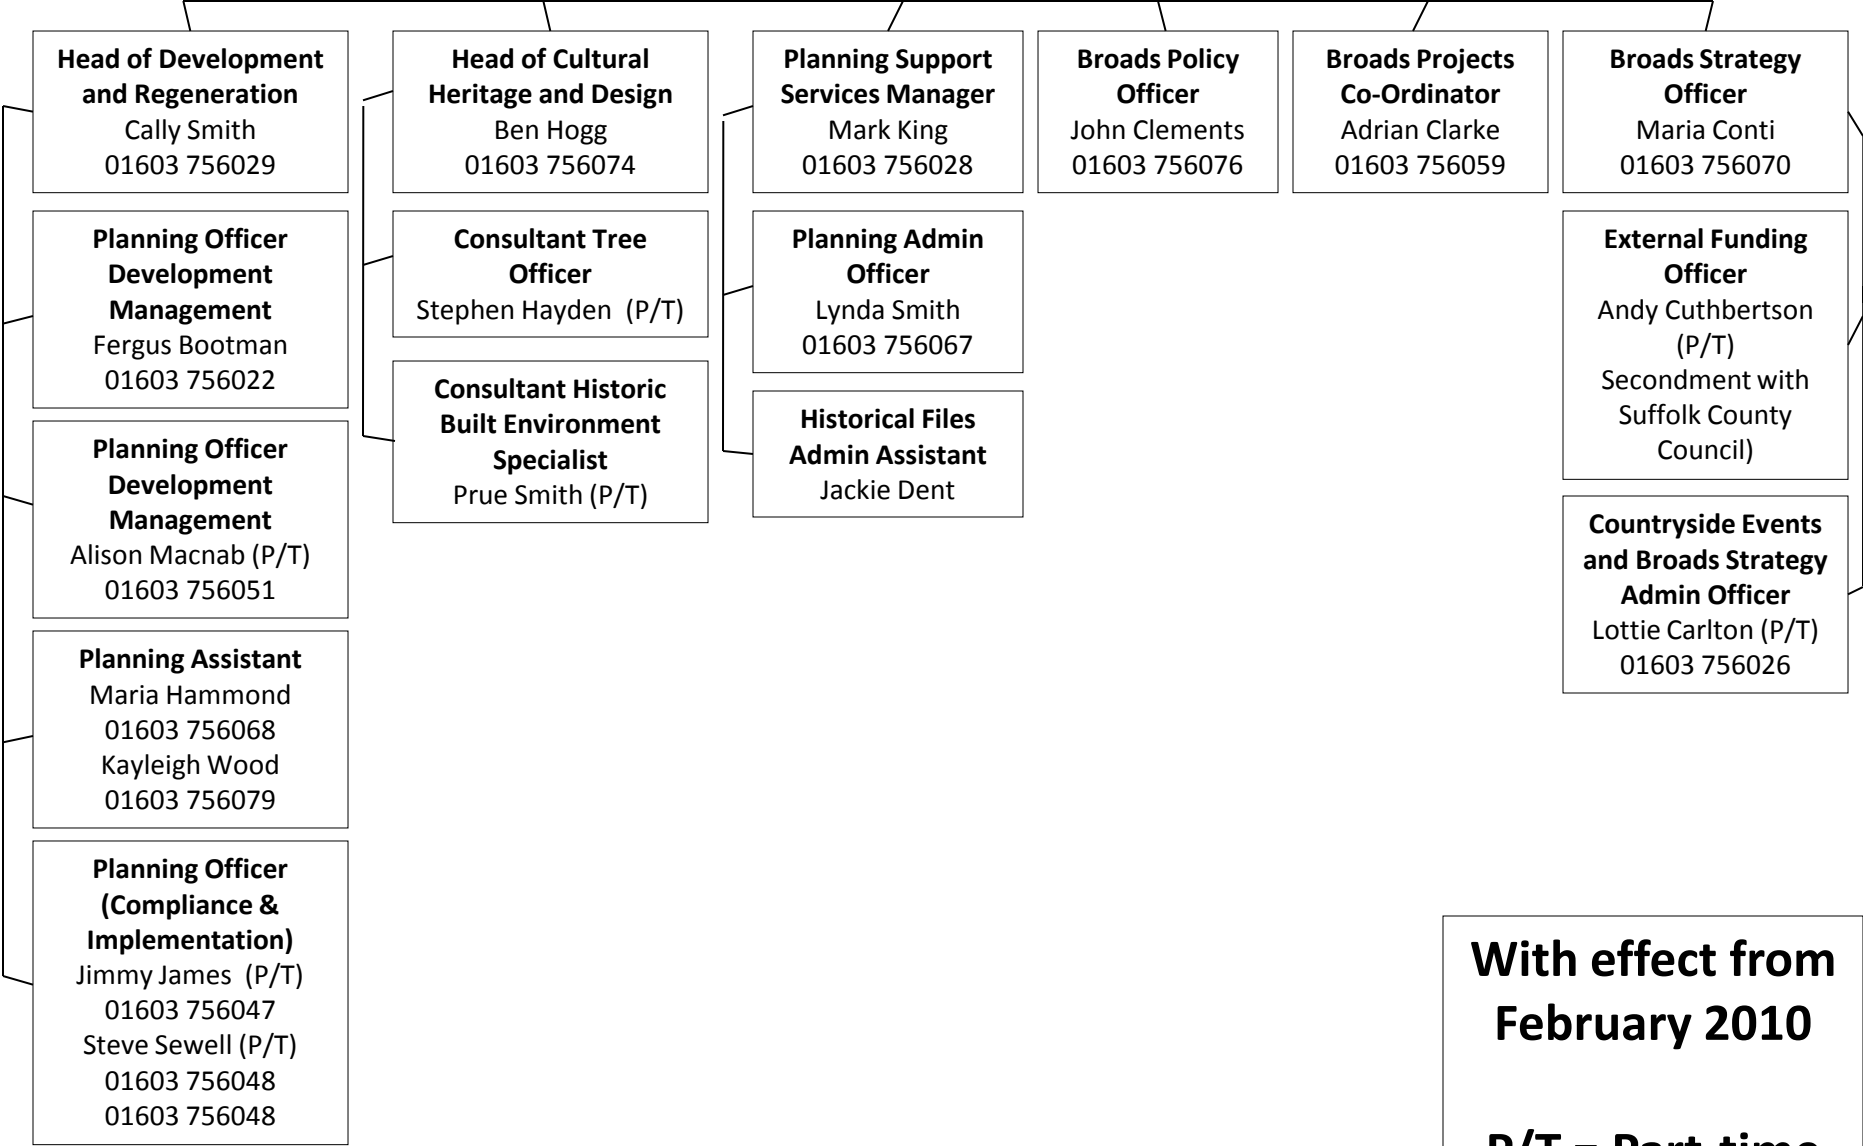 Head of Development
and Regeneration
Cally Smith
01603 756029
Planning Officer
Development
Management
Fergus Bootman
01603 756022
Planning Officer
Development
Management
Alison Macnab (P/T)
01603 756051
Planning Assistant
Maria Hammond
01603 756068
Kayleigh Wood
01603 756079
Planning Officer
(Compliance &
Implementation)
Jimmy James (P/T)
01603 756047
Steve Sewell (P/T)
01603 756048
01603 756048
Head of Cultural
Heritage and Design
Ben Hogg
01603 756074
Consultant Tree
Officer
Stephen Hayden (P/T)
Consultant Historic
Built Environment
Specialist
Prue Smith (P/T)
Planning Support
Services Manager
Mark King
01603 756028
Planning Admin
Officer
Lynda Smith
01603 756067
Historical Files
Admin Assistant
Jackie Dent
Broads Policy
Officer
John Clements
01603 756076
Broads Projects
Co-Ordinator
Adrian Clarke
01603 756059
Broads Strategy
Officer
Maria Conti
01603 756070
External Funding
Officer
Andy Cuthbertson
(P/T)
Secondment with
Suffolk County
Council)
Countryside Events
and Broads Strategy
Admin Officer
Lottie Carlton (P/T)
01603 756026
With effect from
February 2010
P/T = Part-time